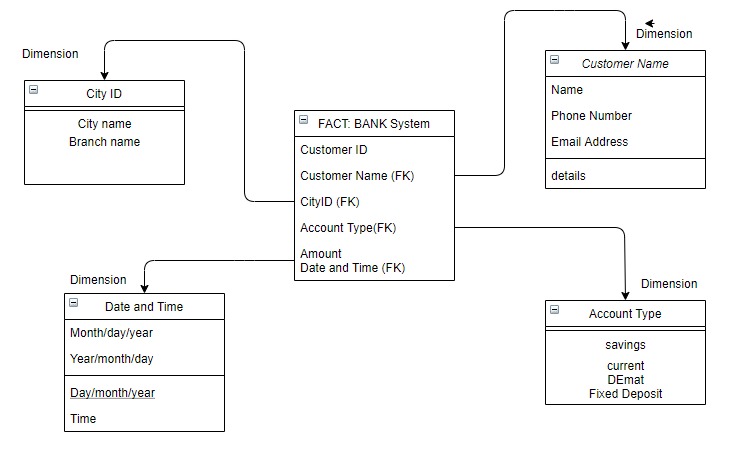 Dimension
City ID
City name
Branch name
FACT: BANK System
Customer ID
Customer Name (FK)
CityID (FK)
Account Type(FK)
Amount
Date and Time (FK)
Dimension
Customer Name
Name
Phone Number
Email Address
details
Dimension
Date and Time
Month/day/year
Year/month/day
Day/month/year
Time
Dimension
Account Type
savings
current
DEmat
Fixed Deposit